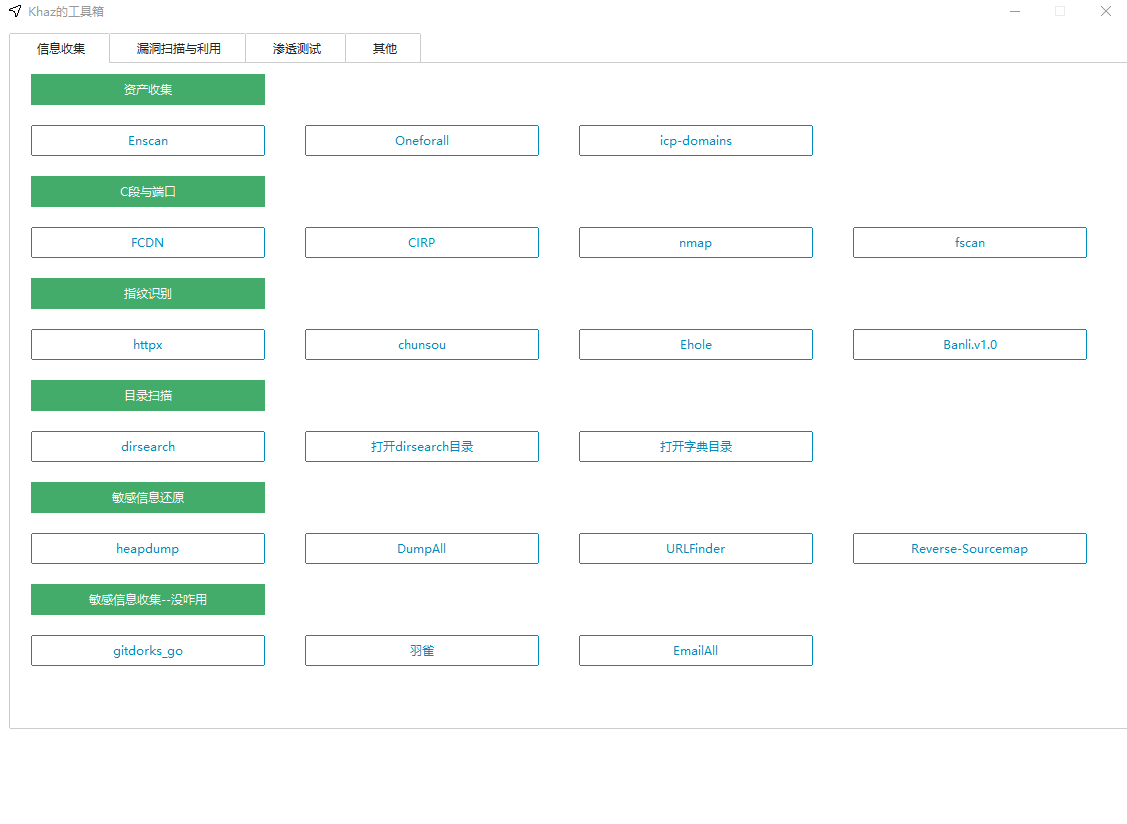 Khaz的工具箱
信息收集 漏洞扫描与利用 渗透测试 其他
资产收集
Enscan Oneforall icp-domains
C段与端口
FCDN CIRP nmap fscan
指纹识别
httpx chunsou Ehole Banli.v1.0
目录扫描
dirsearch 打开dirsearch目录 打开字典目录
敏感信息还原
heapdump DumpAll URLFinder Reverse-Sourcemap
敏感信息收集--没咋用
gitdorks_go 羽雀 EmailAll